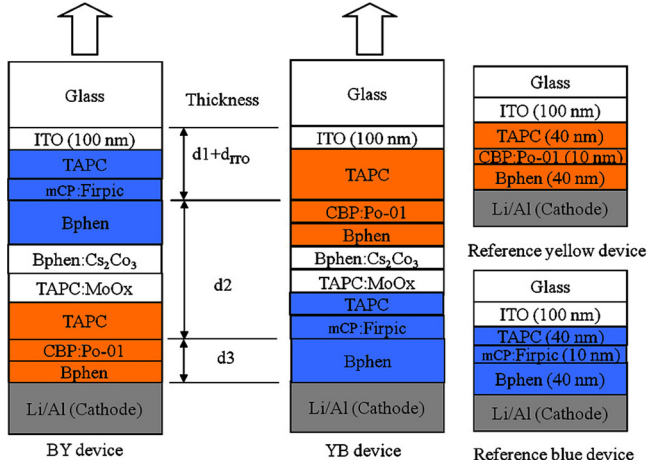 Glass
ITO (100 nm)
TAPC
mCP:Firpic
Bphen
Bphen:Cs₂Co₃
TAPC:MoOx
TAPC
CBP:Po-01
Bphen
Li/Al (Cathode)
BY device
Thickness
d1+d_ITO
d2
d3
Glass
ITO (100 nm)
TAPC
CBP:Po-01
Bphen
Bphen:Cs₂Co₃
TAPC:MoOx
TAPC
mCP:Firpic
Bphen
Li/Al (Cathode)
YB device
Glass
ITO (100 nm)
TAPC (40 nm)
CBP:Po-01 (10 nm)
Bphen (40 nm)
Li/Al (Cathode)
Reference yellow device
Glass
ITO (100 nm)
TAPC (40 nm)
mCP:Firpic (10 nm)
Bphen (40 nm)
Li/Al (Cathode)
Reference blue device